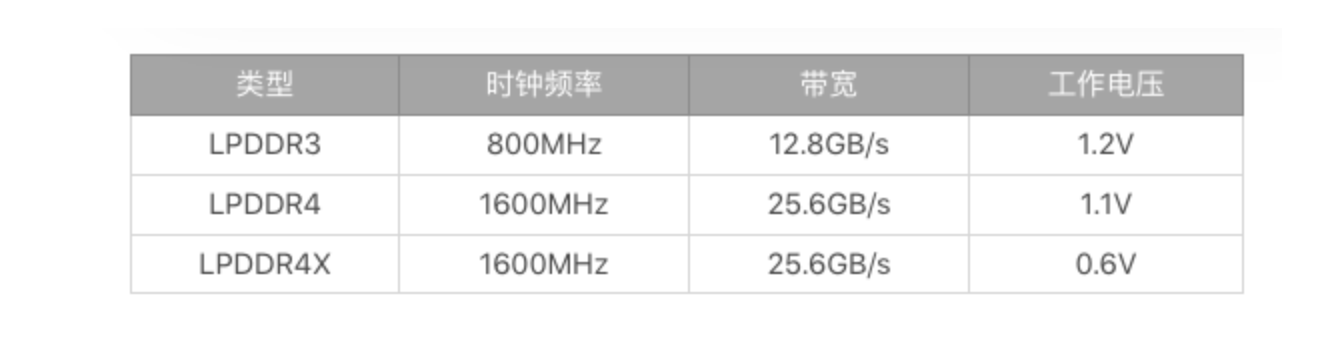 类型 时钟频率 带宽 工作电压
LPDDR3 800MHz 12.8GB/s 1.2V
LPDDR4 1600MHz 25.6GB/s 1.1V
LPDDR4X 1600MHz 25.6GB/s 0.6V